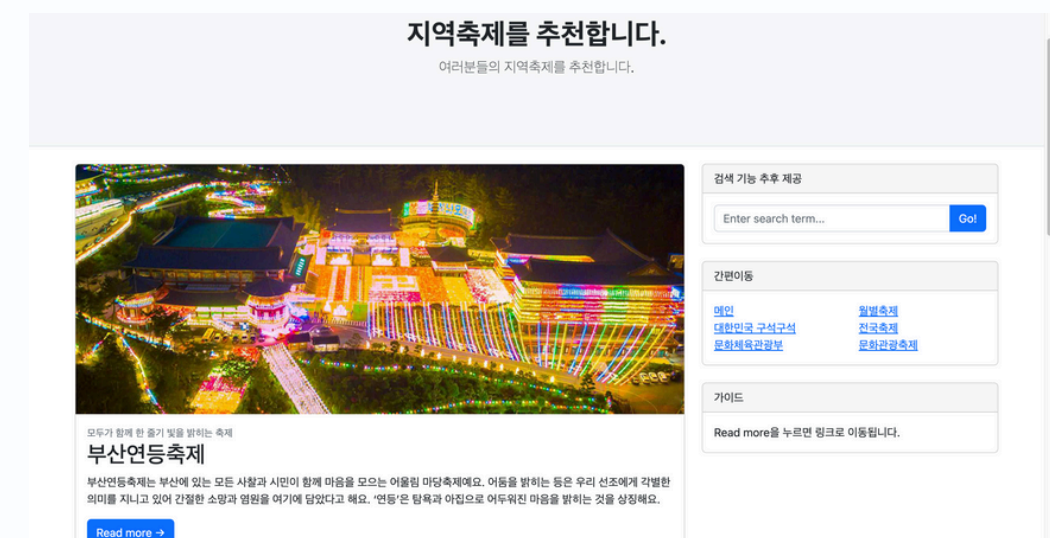 지역축제를 추천합니다.
여러분들의 지역축제를 추천합니다.
모두가 함께 한 줄기 빛을 밝히는 축제
부산연등축제
부산연등축제는 부산에 있는 모든 사찰과 시민이 함께 마음을 모으는 어울림 마당축제예요. 어둠을 밝히는 등은 우리 선조에게 각별한
의미를 지니고 있어 간절한 소망과 염원을 여기에 담았다고 해요. ‘연등’은 탐욕과 아집으로 어두워진 마음을 밝히는 것을 상징해요.
Read more →
검색 기능 추후 제공
Enter search term...
Go!
간편이동
메인
월별축제
대한민국 구석구석
전국축제
문화체육관광부
문화관광축제
가이드
Read more을 누르면 링크로 이동됩니다.